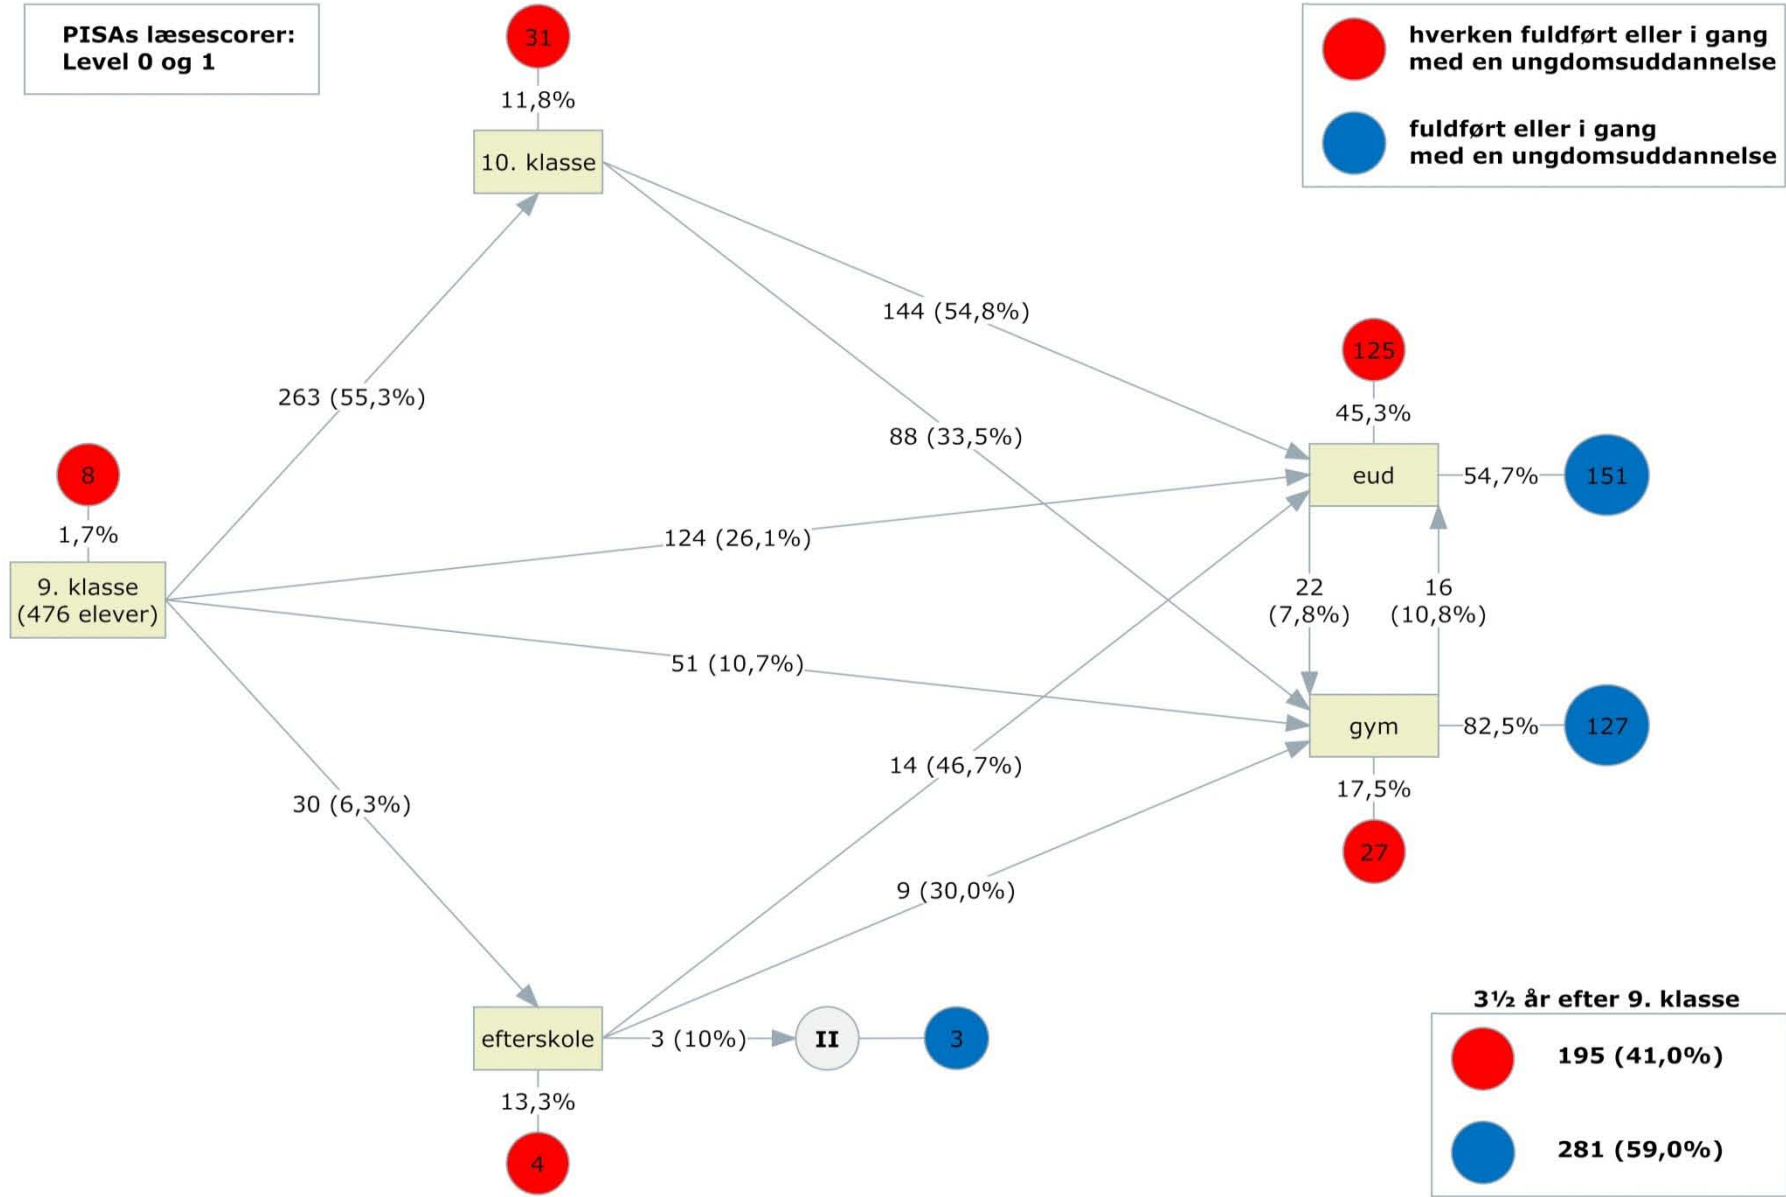 PISAs læsescorer:
Level 0 og 1
31
11,8%
10. klasse
hverken fuldført eller i gang
med en ungdomsuddannelse
fuldført eller i gang
med en ungdomsuddannelse
144 (54,8%)
263 (55,3%)
88 (33,5%)
125
45,3%
eud
54,7%
151
8
1,7%
9. klasse
(476 elever)
124 (26,1%)
22
(7,8%)
16
(10,8%)
51 (10,7%)
gym
82,5%
127
17,5%
27
30 (6,3%)
14 (46,7%)
9 (30,0%)
efterskole
3 (10%)
II
3
13,3%
4
3½ år efter 9. klasse
195 (41,0%)
281 (59,0%)